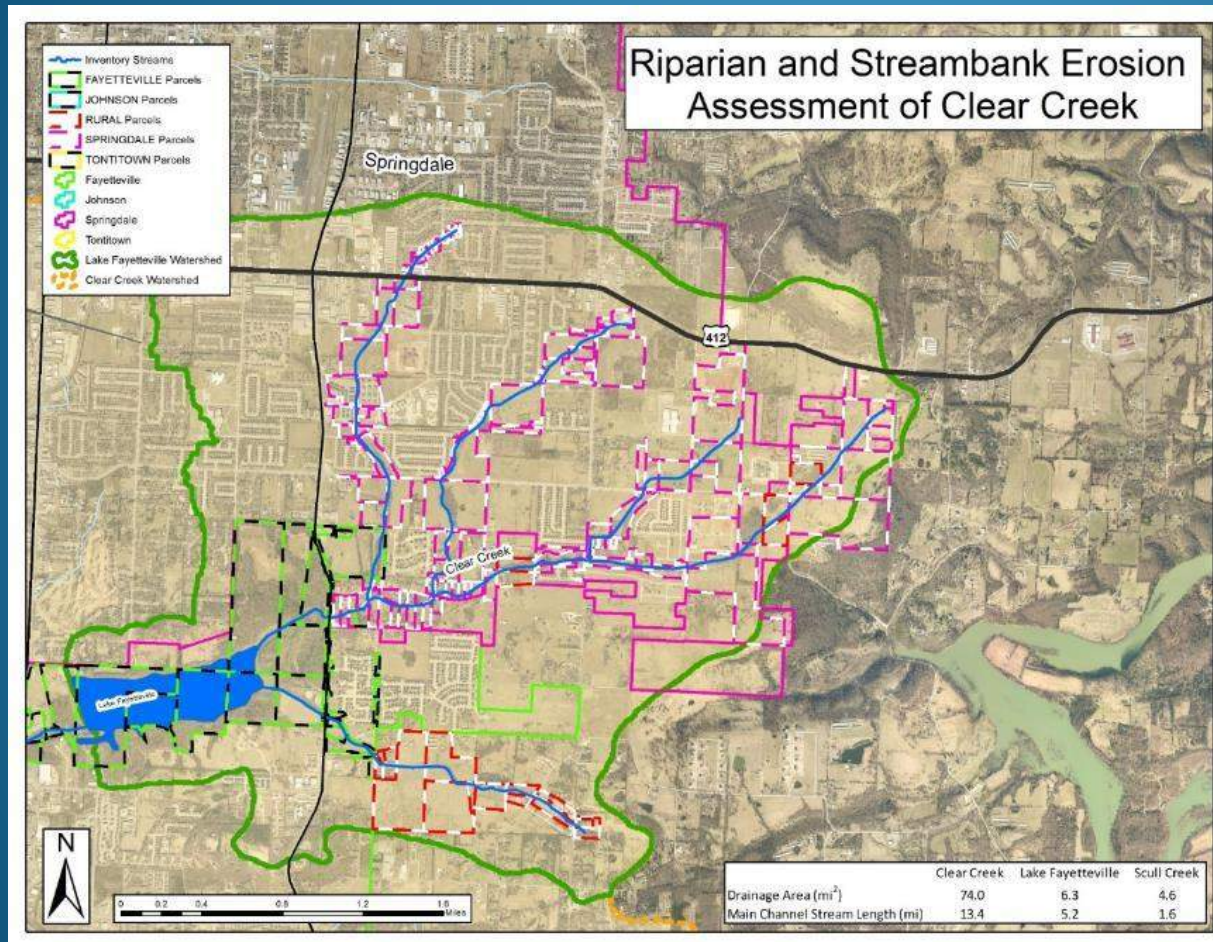 Riparian and Streambank Erosion
Assessment of Clear Creek
Inventory Streams
FAYETTEVILLE Parcels
JOHNSON Parcels
RURAL Parcels
SPRINGDALE Parcels
TONTITOWN Parcels
Fayetteville
Johnson
Springdale
Tontitown
Lake Fayetteville Watershed
Clear Creek Watershed
Springdale
412
Clear Creek
Lake Fayetteville
N
0 0.2 0.4 0.8 1.2 1.6
Miles
Clear Creek Lake Fayetteville Scull Creek
Drainage Area (mi²) 74.0 6.3 4.6
Main Channel Stream Length (mi) 13.4 5.2 1.6